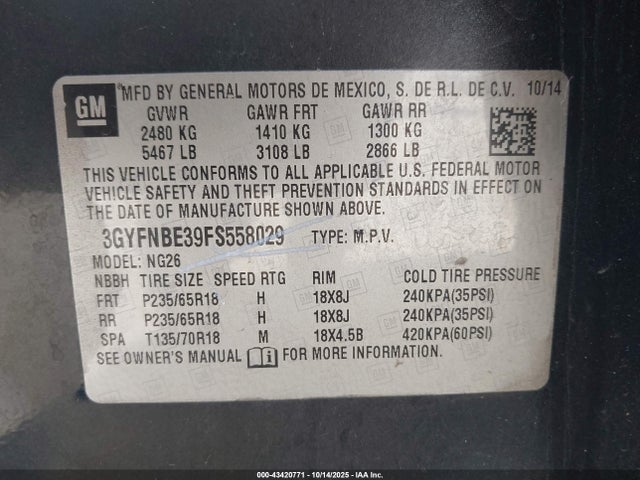 GM MFD BY GENERAL MOTORS DE MEXICO, S. DE R.L. DE C.V. 10/14
GVWR GAWR FRT GAWR RR
2480 KG 1410 KG 1300 KG
5467 LB 3108 LB 2866 LB
THIS VEHICLE CONFORMS TO ALL APPLICABLE U.S. FEDERAL MOTOR
VEHICLE SAFETY AND THEFT PREVENTION STANDARDS IN EFFECT ON
THE DATE OF MANUFACTURE SHOWN ABOVE.
3GYFNBE39FS558029 TYPE: M.P.V.
MODEL: NG26
NBBH TIRE SIZE SPEED RTG RIM COLD TIRE PRESSURE
FRT P235/65R18 H 18X8J 240KPA(35PSI)
RR P235/65R18 H 18X8J 240KPA(35PSI)
SPA T135/70R18 M 18X4.5B 420KPA(60PSI)
SEE OWNER'S MANUAL FOR MORE INFORMATION.
000-43420771 - 10/14/2025 - IAA Inc.